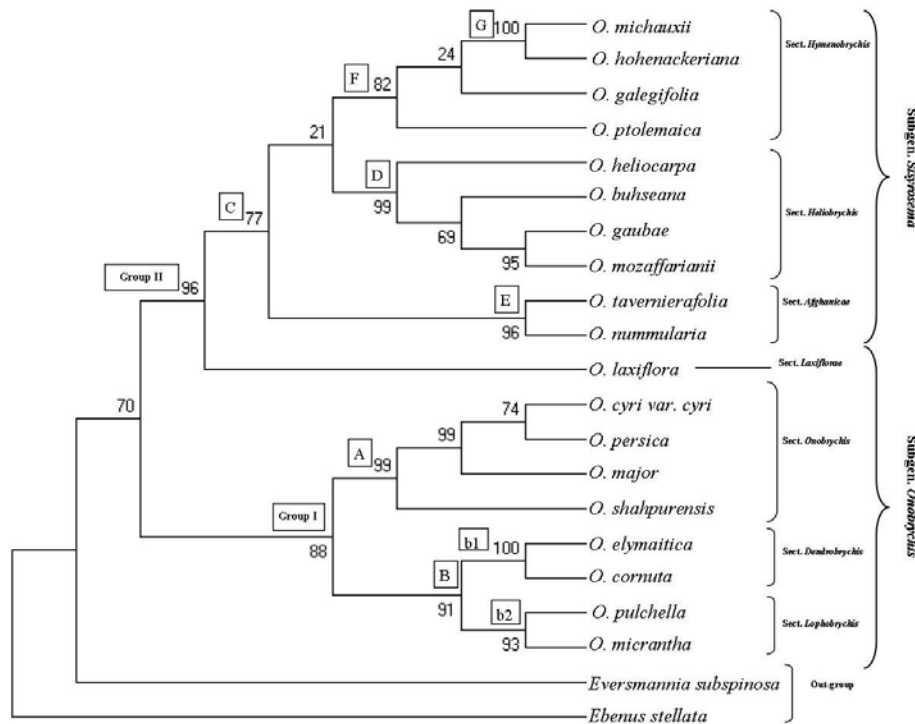 G
100
O. michauxii
Sect. Hymenobrychis
24
O. hohenackeriana
F
82
O. galegifolia
21
O. ptolemaica
D
99
O. heliocarpa
Sect. Heliobrychis
O. buhseana
69
O. gaubae
95
O. mozaffarianii
Subgen. Sisyrosema
C
77
E
O. tavernierafolia
Sect. Afghanicae
96
O. nummularia
Group II
96
O. laxiflora
Sect. Laxiflorae
70
74
O. cyri var. cyri
Sect. Onobrychis
99
O. persica
A
99
O. major
O. shahpurensis
Subgen. Onobrychis
Group I
88
b1
100
O. elymaitica
Sect. Dendrobrychis
O. cornuta
B
91
b2
O. pulchella
Sect. Lophobrychis
93
O. micrantha
Eversmannia subspinosa
Out-group
Ebenus stellata